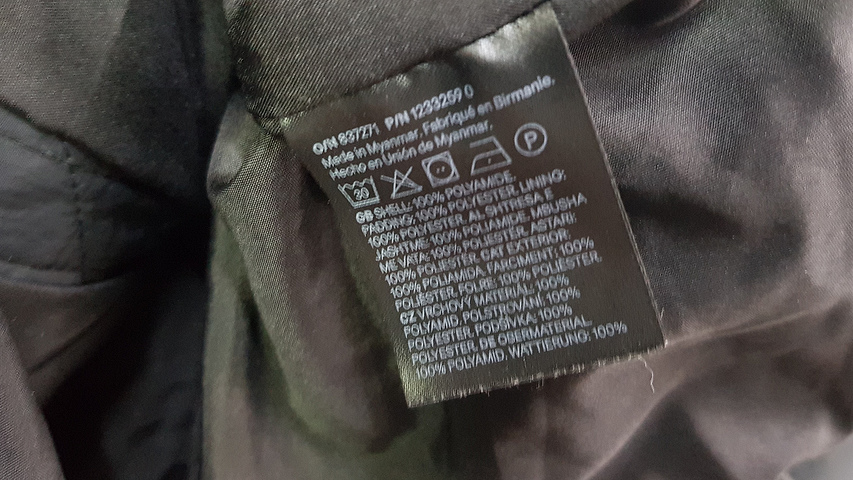 O/N 837271 P/N 1233259 0
Made in Myanmar. Fabriqué en Birmanie.
Hecho en Unión de Myanmar.
30 P
GB SHELL: 100% POLYAMIDE.
PADDING: 100% POLYESTER. LINING:
100% POLYESTER. AL SHTRESA E
JASHTME: 100% POLYAMIDE. MBUSHA
ME VATA: 100% POLIESTER. ASTARI:
100% POLIESTER. CAT EXTERIOR:
100% POLIAMIDA. FARCIMENT: 100%
POLIÈSTER. FOLRE: 100% POLIÈSTER.
CZ VRCHOVÝ MATERIÁL: 100%
POLYAMID. POLSTROVÁNÍ: 100%
POLYESTER. PODŠÍVKA: 100%
POLYESTER. DE OBERMATERIAL:
100% POLYAMID. WATTIERUNG: 100%